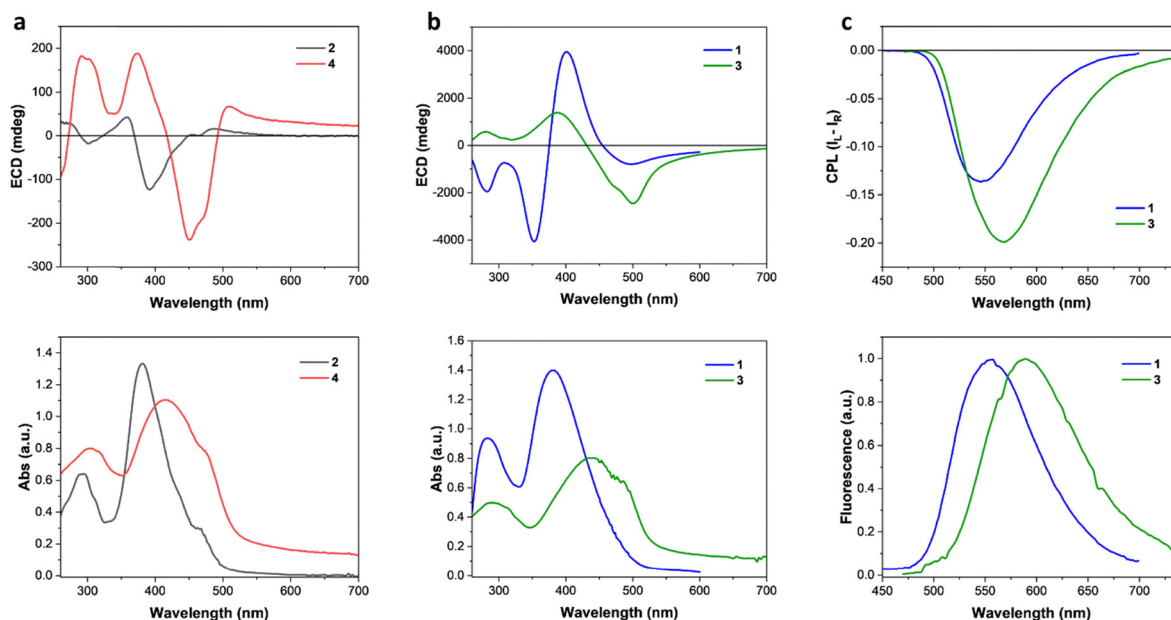 a
200
100
0
-100
-200
-300
ECD (mdeg)
2
4
300 400 500 600 700
Wavelength (nm)
b
4000
2000
0
-2000
-4000
ECD (mdeg)
1
3
300 400 500 600 700
Wavelength (nm)
c
0.00
-0.05
-0.10
-0.15
-0.20
CPL (IL - IR)
1
3
450 500 550 600 650 700
Wavelength (nm)
1.4
1.2
1.0
0.8
0.6
0.4
0.2
0.0
Abs (a.u.)
2
4
300 400 500 600 700
Wavelength (nm)
1.6
1.4
1.2
1.0
0.8
0.6
0.4
0.2
0.0
Abs (a.u.)
1
3
300 400 500 600 700
Wavelength (nm)
1.0
0.8
0.6
0.4
0.2
0.0
Fluorescence (a.u.)
1
3
450 500 550 600 650 700
Wavelength (nm)